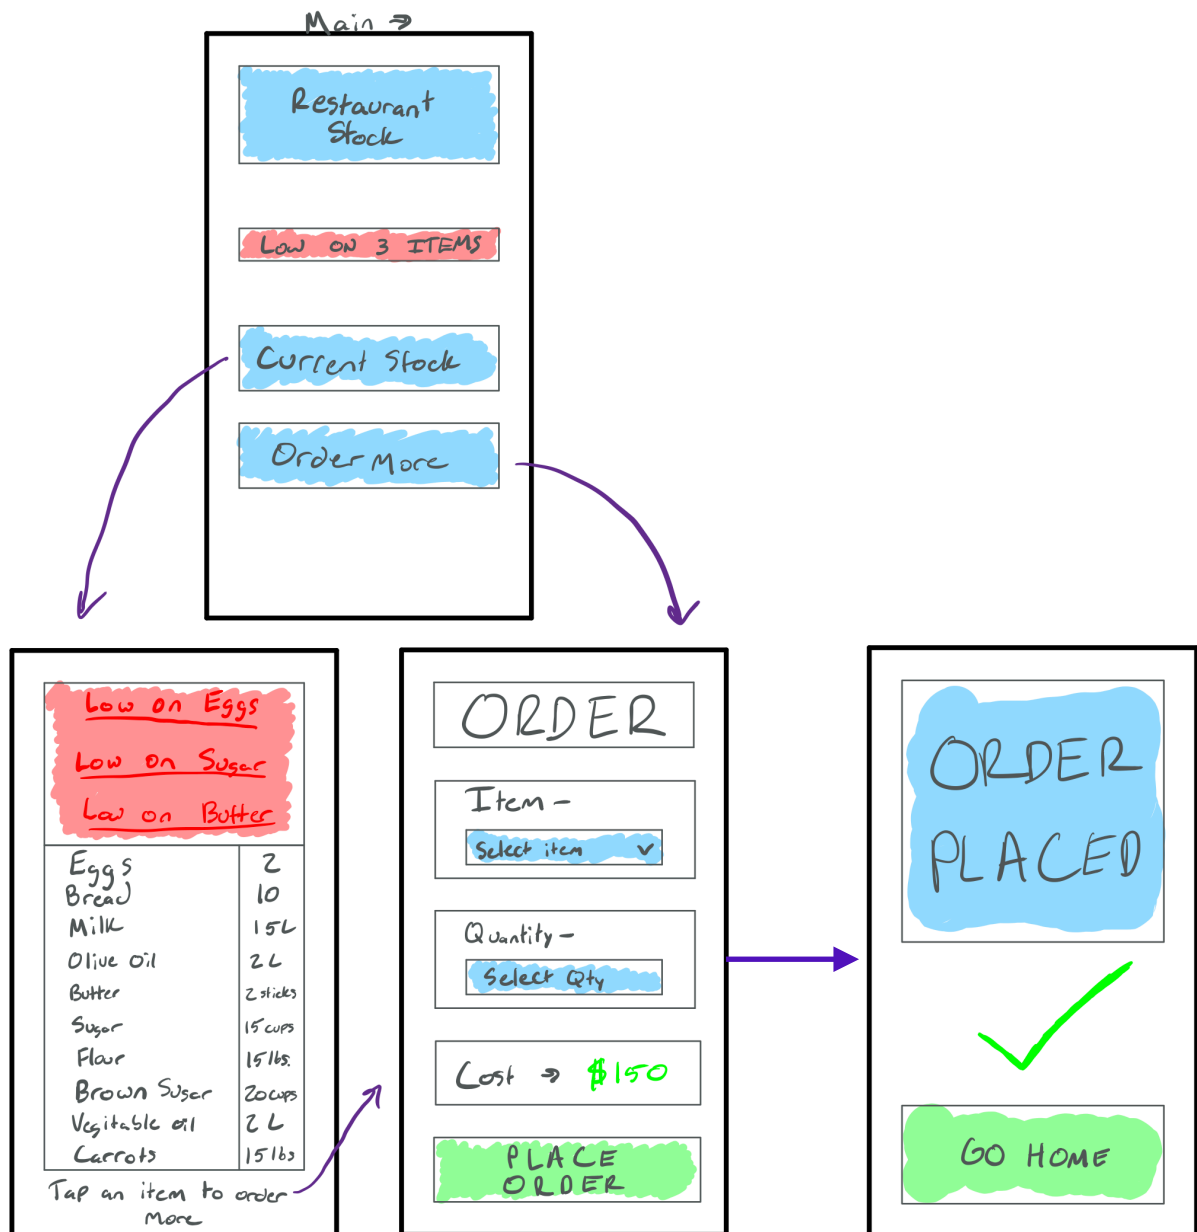 Main →
Restaurant
Stock
LOW ON 3 ITEMS
Current Stock
Order More
Low on Eggs
Low on Sugar
Low on Butter
Eggs 2
Bread 10
Milk 15L
Olive Oil 2L
Butter 2 sticks
Sugar 15 cups
Flour 15 lbs.
Brown Sugar 20 cups
Vegitable oil 2L
Carrots 15 lbs
Tap an item to order
More
ORDER
Item -
Select item
Quantity -
Select Qty
Cost → $150
PLACE
ORDER
ORDER
PLACED
GO HOME